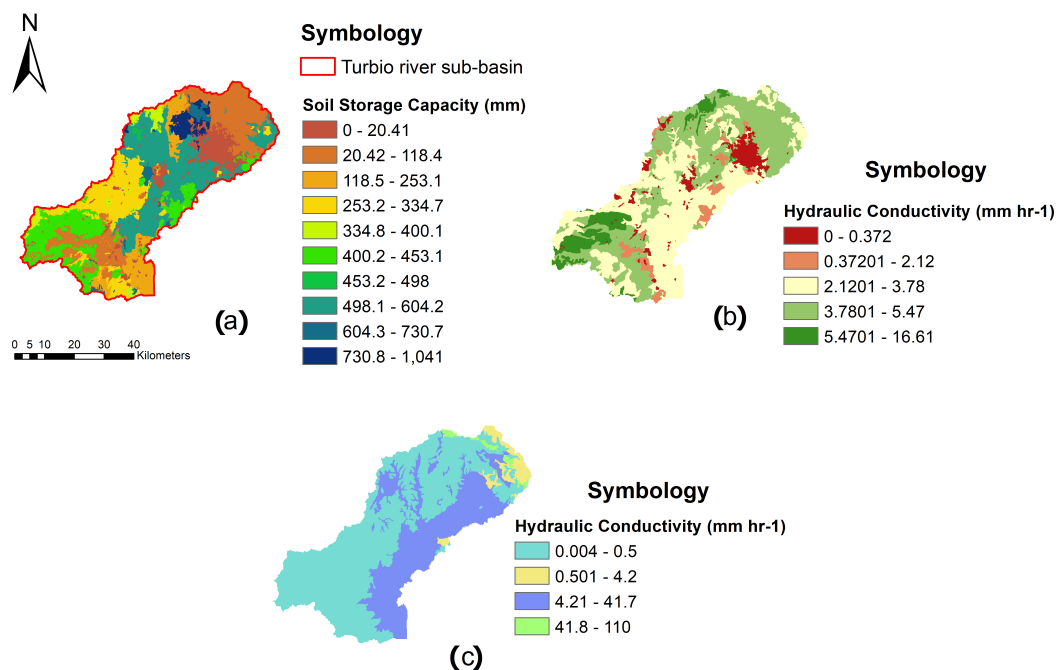 N
Symbology
Turbio river sub-basin
Soil Storage Capacity (mm)
0 - 20.41
20.42 - 118.4
118.5 - 253.1
253.2 - 334.7
334.8 - 400.1
400.2 - 453.1
453.2 - 498
498.1 - 604.2
604.3 - 730.7
730.8 - 1,041
(a)
0 5 10 20 30 40
Kilometers
Symbology
Hydraulic Conductivity (mm hr-1)
0 - 0.372
0.37201 - 2.12
2.1201 - 3.78
3.7801 - 5.47
5.4701 - 16.61
(b)
Symbology
Hydraulic Conductivity (mm hr-1)
0.004 - 0.5
0.501 - 4.2
4.21 - 41.7
41.8 - 110
(c)